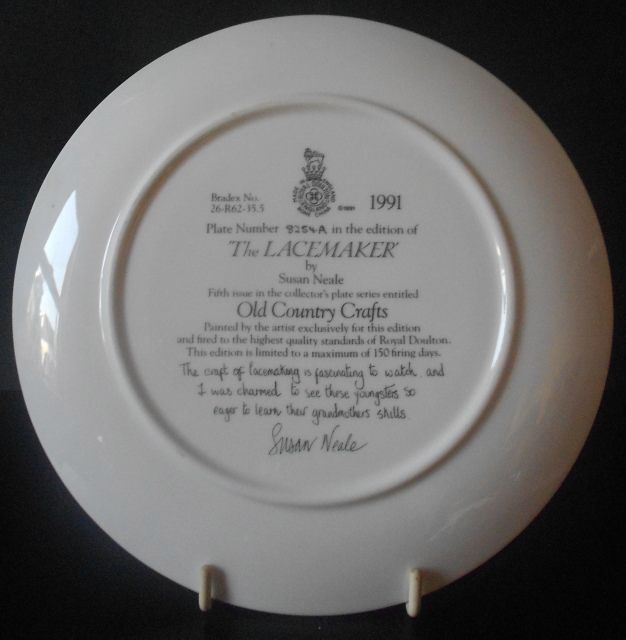 Bradex No.
26-R62-35.5
1991
Plate Number 8254A in the edition of
'The LACEMAKER'
by
Susan Neale
Fifth issue in the collector's plate series entitled
Old Country Crafts
Painted by the artist exclusively for this edition
and fired to the highest quality standards of Royal Doulton.
This edition is limited to a maximum of 150 firing days.
The craft of lacemaking is fascinating to watch and
I was charmed to see these youngsters so
eager to learn their grandmothers skills.
Susan Neale